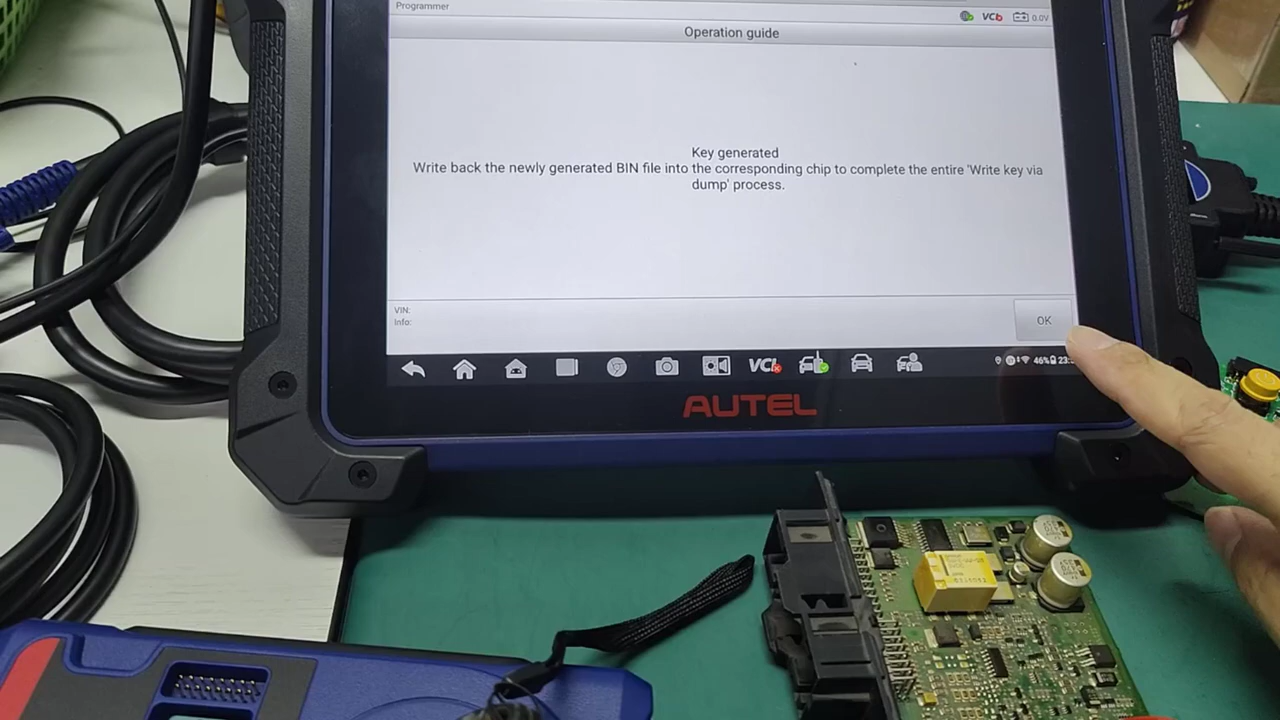 Programmer
VCI
0.0V
Operation guide
Key generated
Write back the newly generated BIN file into the corresponding chip to complete the entire 'Write key via
dump' process.
VIN:
Info:
OK
VCI
46%
AUTEL